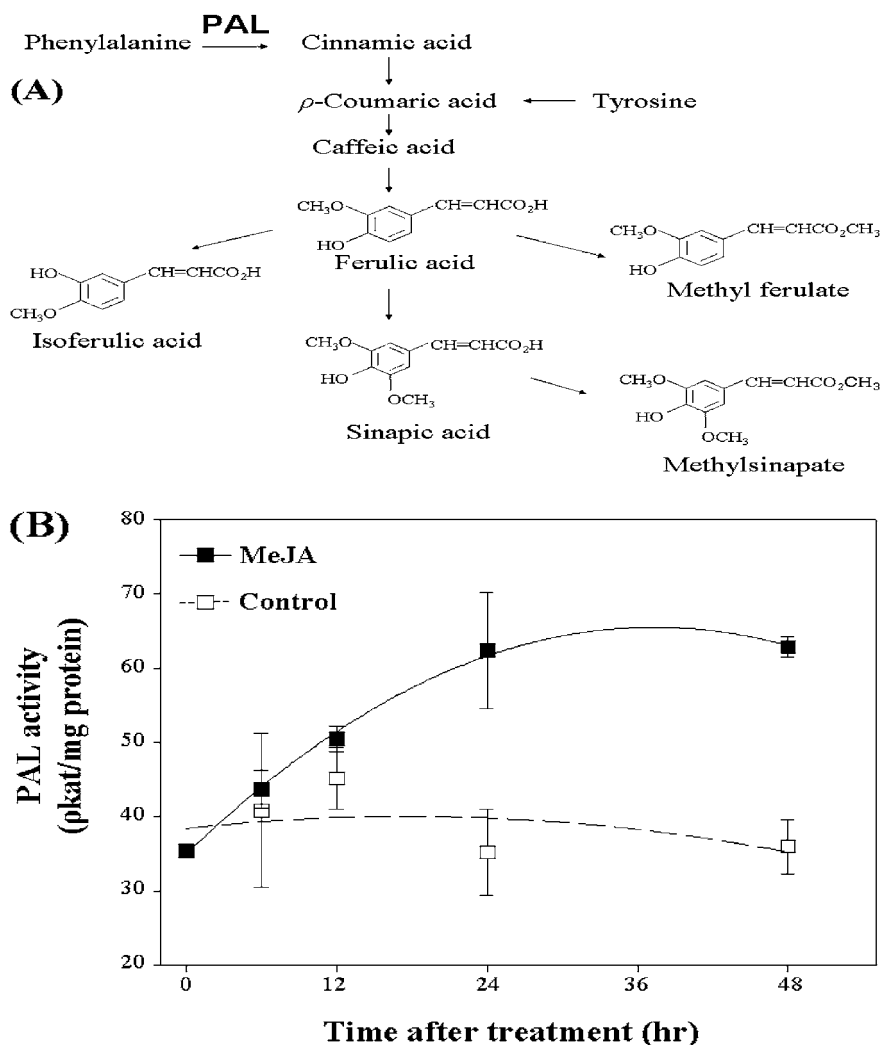 PAL
Phenylalanine Cinnamic acid
(A)
ρ-Coumaric acid Tyrosine
Caffeic acid
CH₃O CH=CHCO₂H
HO
Ferulic acid
HO CH=CHCO₂H
CH₃O
Isoferulic acid
CH₃O CH=CHCO₂CH₃
HO
Methyl ferulate
CH₃O CH=CHCO₂H
HO
OCH₃
Sinapic acid
CH₃O CH=CHCO₂CH₃
HO
OCH₃
Methylsinapate
(B)
MeJA
Control
PAL activity
(pkat/mg protein)
80
70
60
50
40
30
20
0 12 24 36 48
Time after treatment (hr)